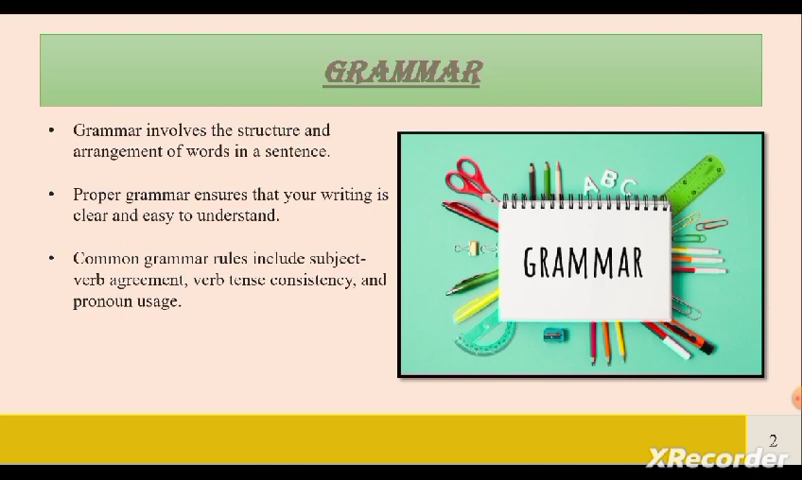 GRAMMAR
• Grammar involves the structure and
arrangement of words in a sentence.
• Proper grammar ensures that your writing is
clear and easy to understand.
• Common grammar rules include subject-
verb agreement, verb tense consistency, and
pronoun usage.
ABC
GRAMMAR
2
XRecorder